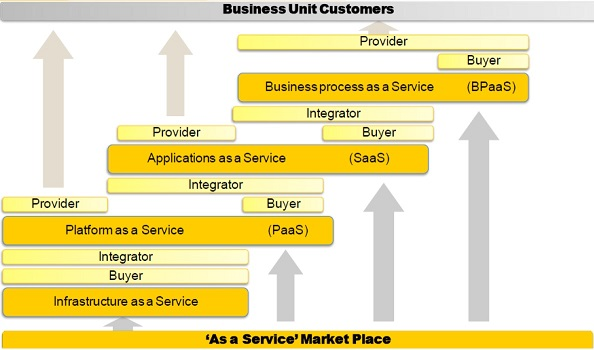 Business Unit Customers
Provider
Buyer
Business process as a Service (BPaaS)
Integrator
Provider Buyer
Applications as a Service (SaaS)
Integrator
Provider Buyer
Platform as a Service (PaaS)
Integrator
Buyer
Infrastructure as a Service
‘As a Service’ Market Place